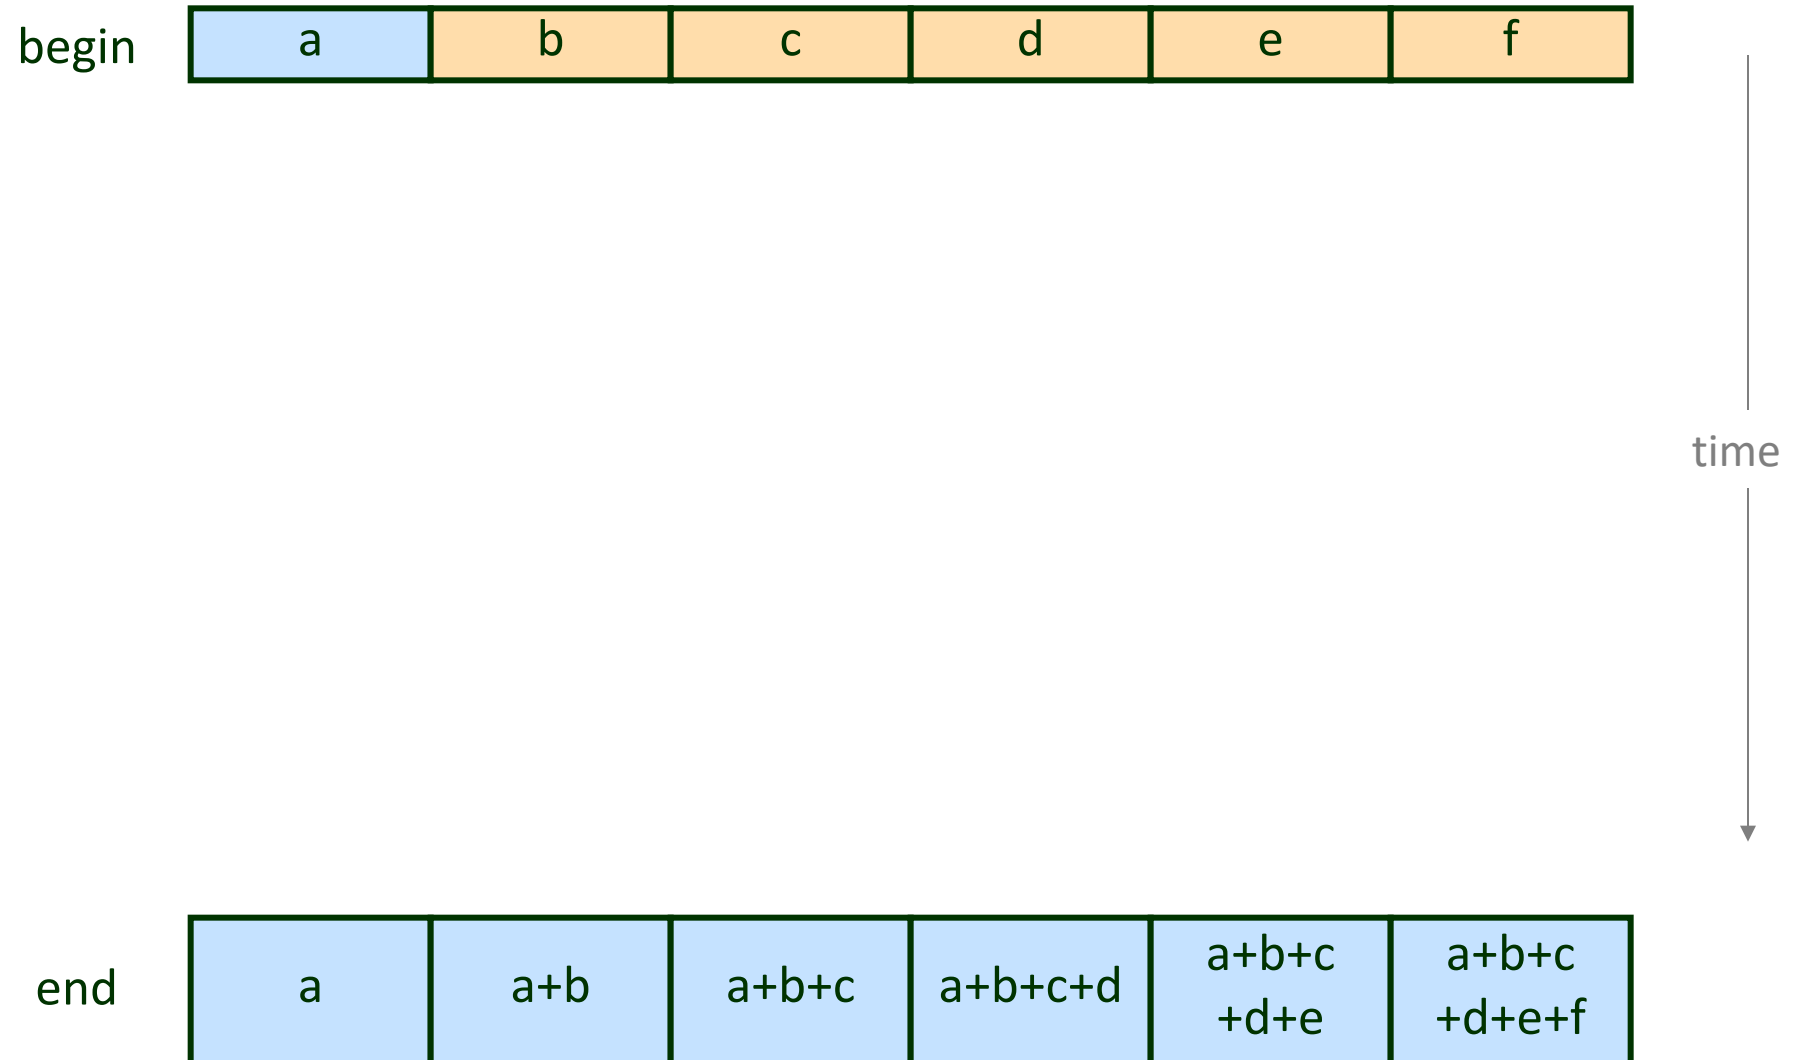 begin a b c d e f
time
end a a+b a+b+c a+b+c+d a+b+c
+d+e a+b+c
+d+e+f